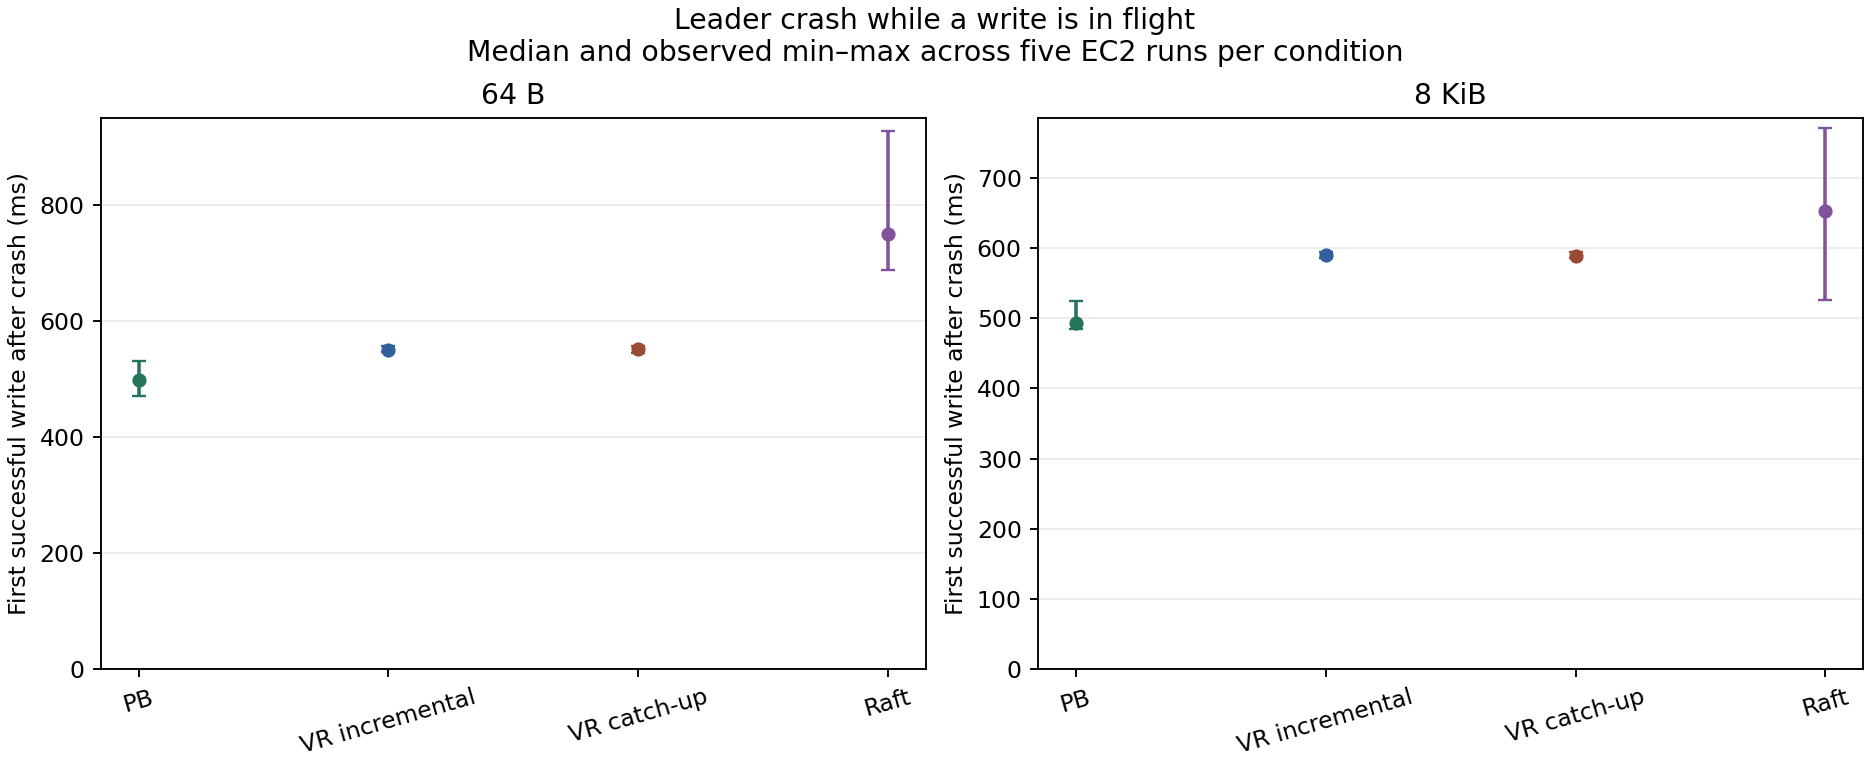 Leader crash while a write is in flight
Median and observed min–max across five EC2 runs per condition
64 B
First successful write after crash (ms)
800
600
400
200
0
PB
VR incremental
VR catch-up
Raft
8 KiB
First successful write after crash (ms)
700
600
500
400
300
200
100
0
PB
VR incremental
VR catch-up
Raft